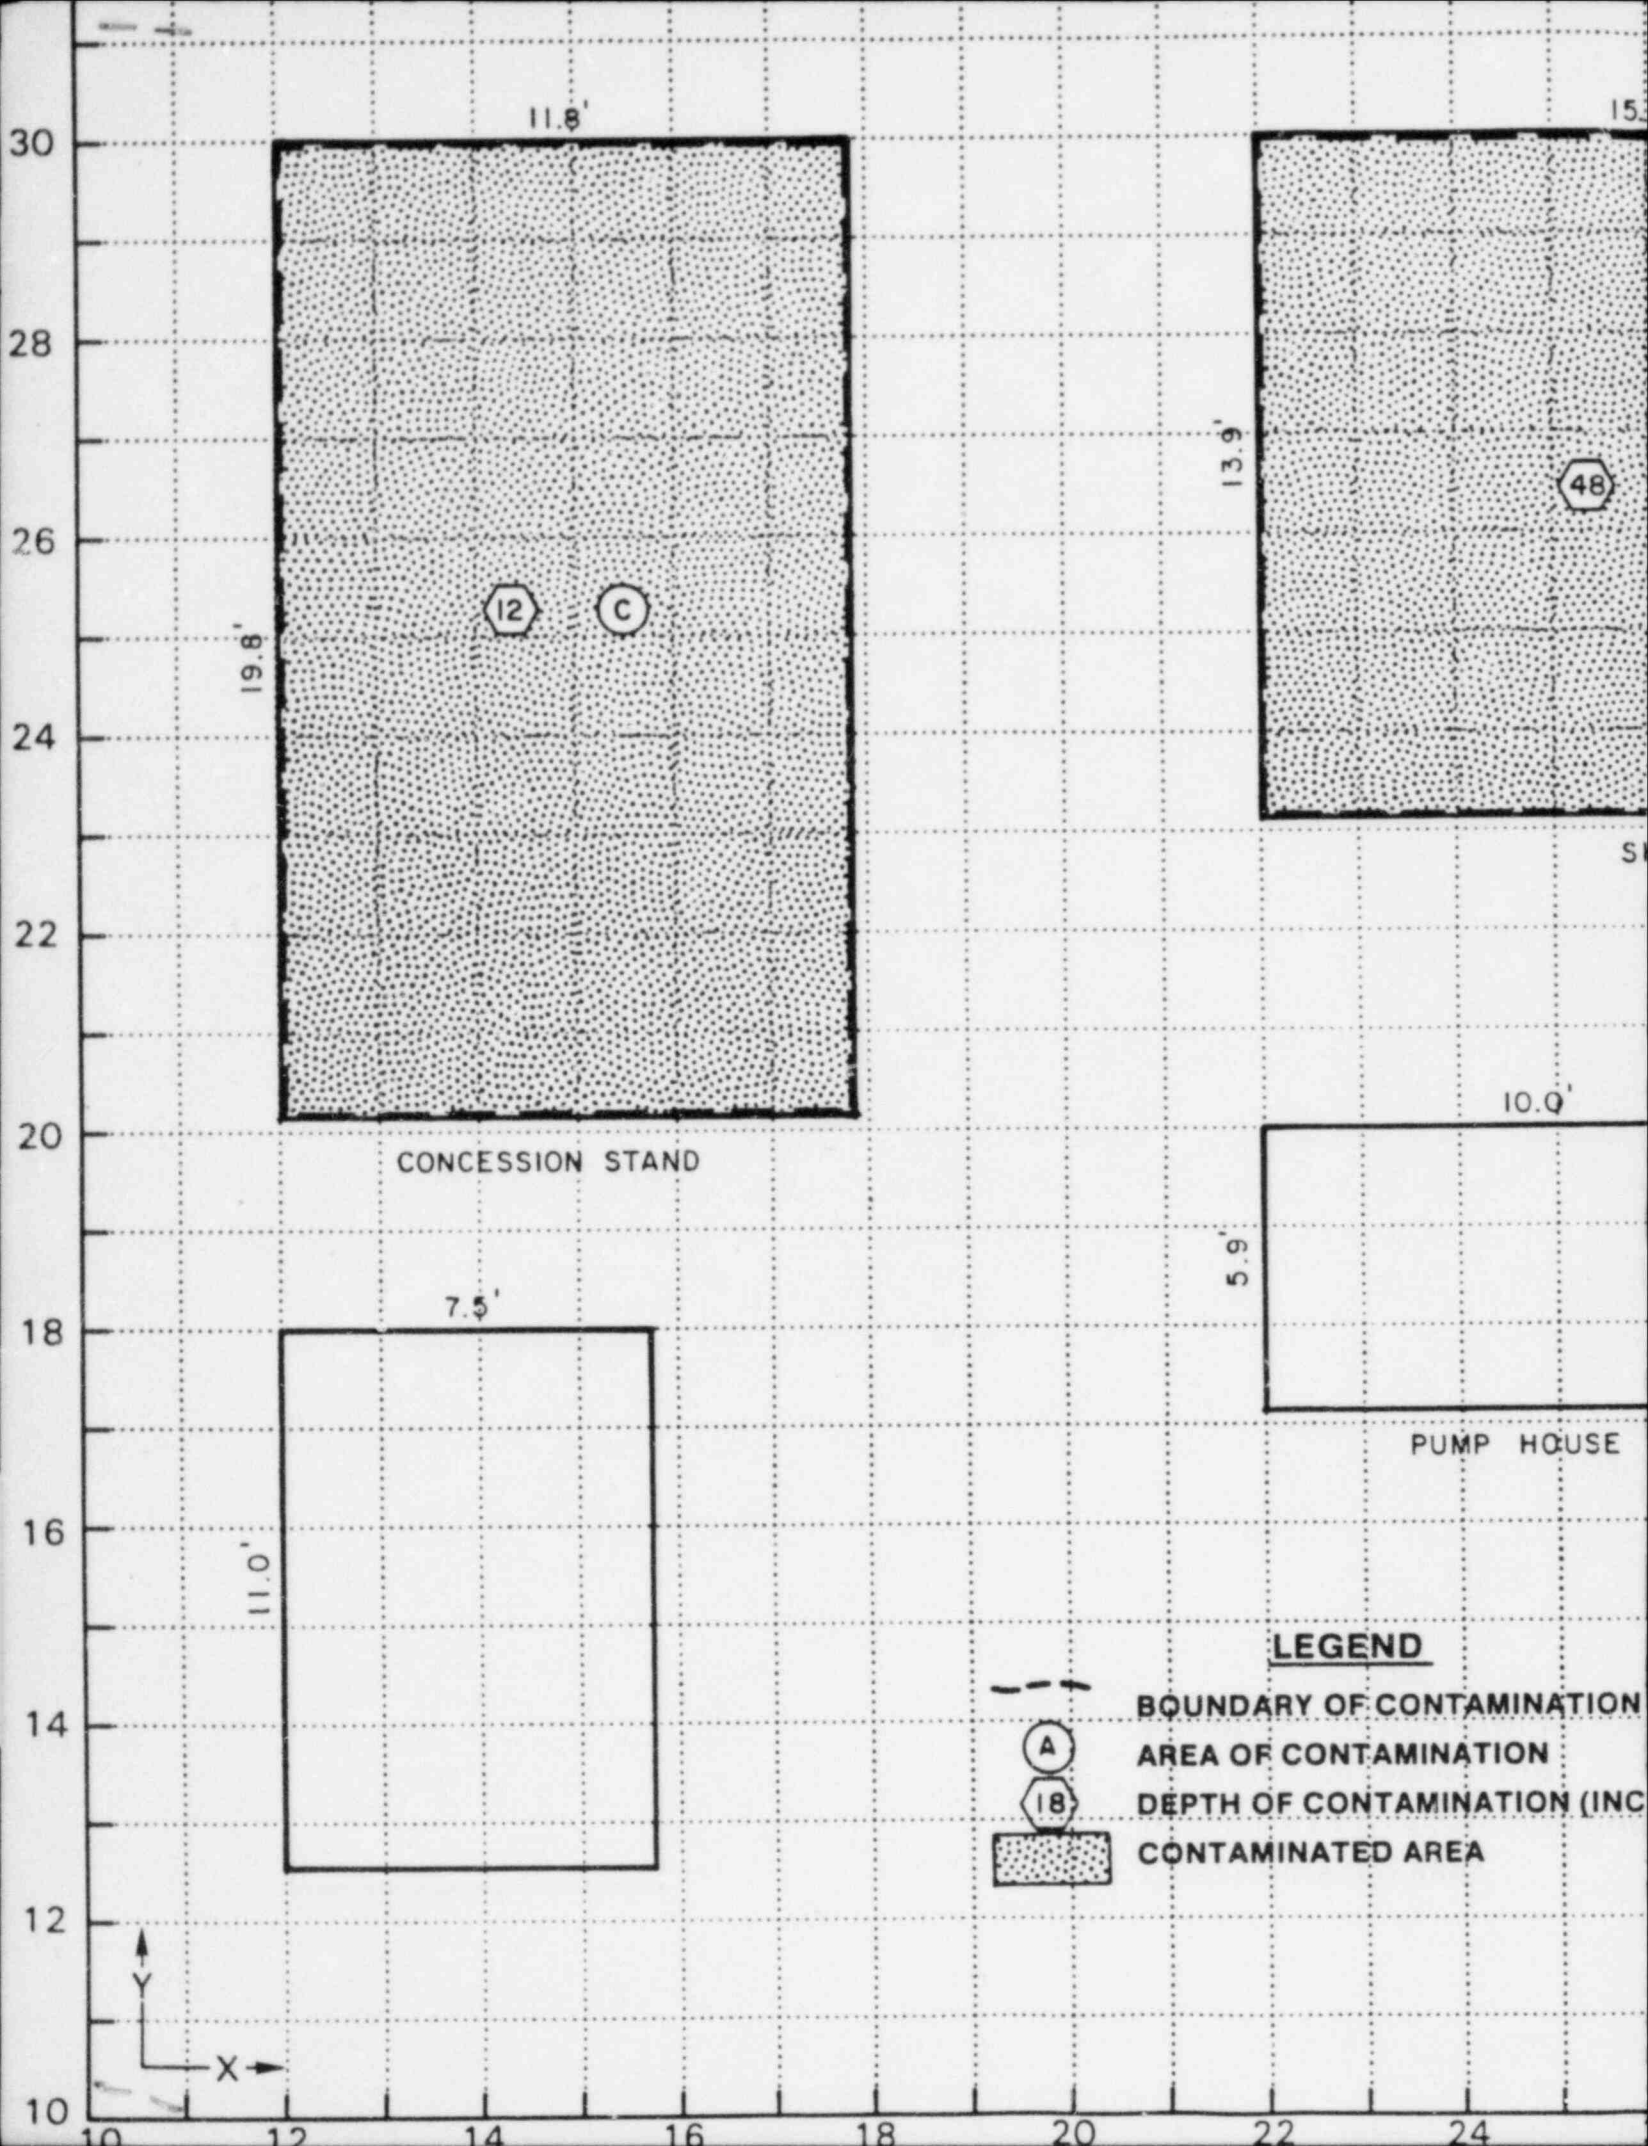 11.8'
30
28
13.9'
48
26
12
C
19.8'
24
22
10.0'
20
CONCESSION STAND
5.9'
7.5'
18
PUMP HOUSE
16
11.0'
LEGEND
BOUNDARY OF CONTAMINATION
14
A
AREA OF CONTAMINATION
18
DEPTH OF CONTAMINATION (INC
CONTAMINATED AREA
12
Y
X
10
10 12 14 16 18 20 22 24